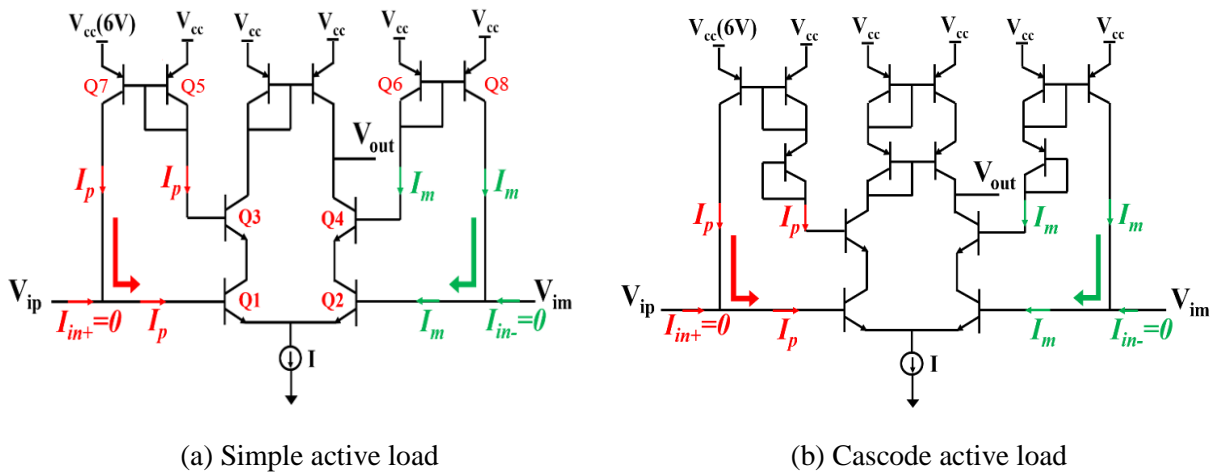 Vcc(6V) Vcc Vcc Vcc Vcc Vcc
Q7 Q5 Q6 Q8
Vout
Ip Ip Im Im
Q3 Q4
Vip Q1 Q2 Vim
Iin+=0 Ip Im Iin-=0
I
(a) Simple active load
Vcc(6V) Vcc Vcc Vcc Vcc Vcc
Vout
Ip Ip Im Im
Vip Vim
Iin+=0 Ip Im Iin-=0
I
(b) Cascode active load